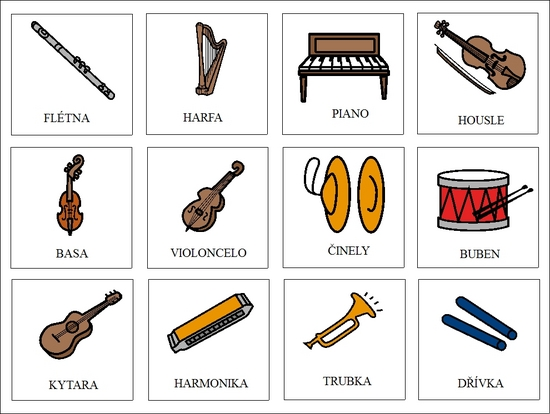 FLÉTNA
HARFA
PIANO
HOUSLE
BASA
VIOLONCELO
ČINELY
BUBEN
KYTARA
HARMONIKA
TRUBKA
DŘÍVKA